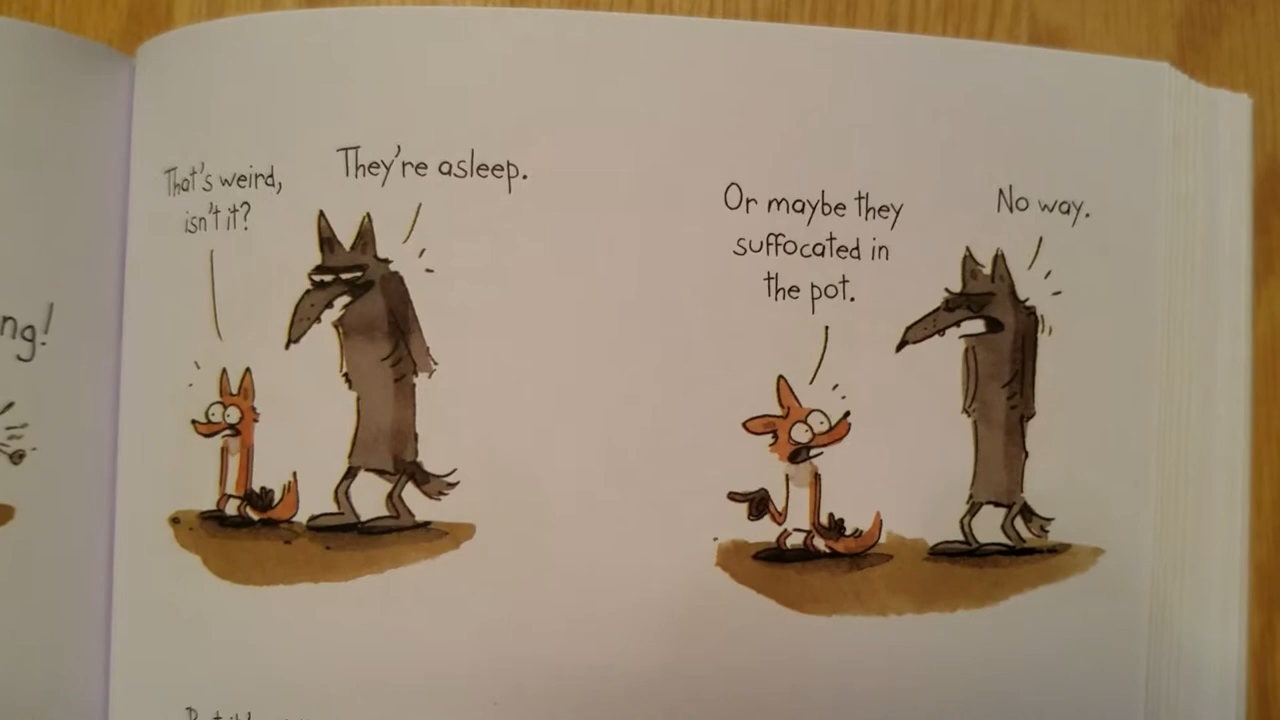 ng!
That's weird,
isn't it?
They're asleep.
Or maybe they
suffocated in
the pot.
No way.